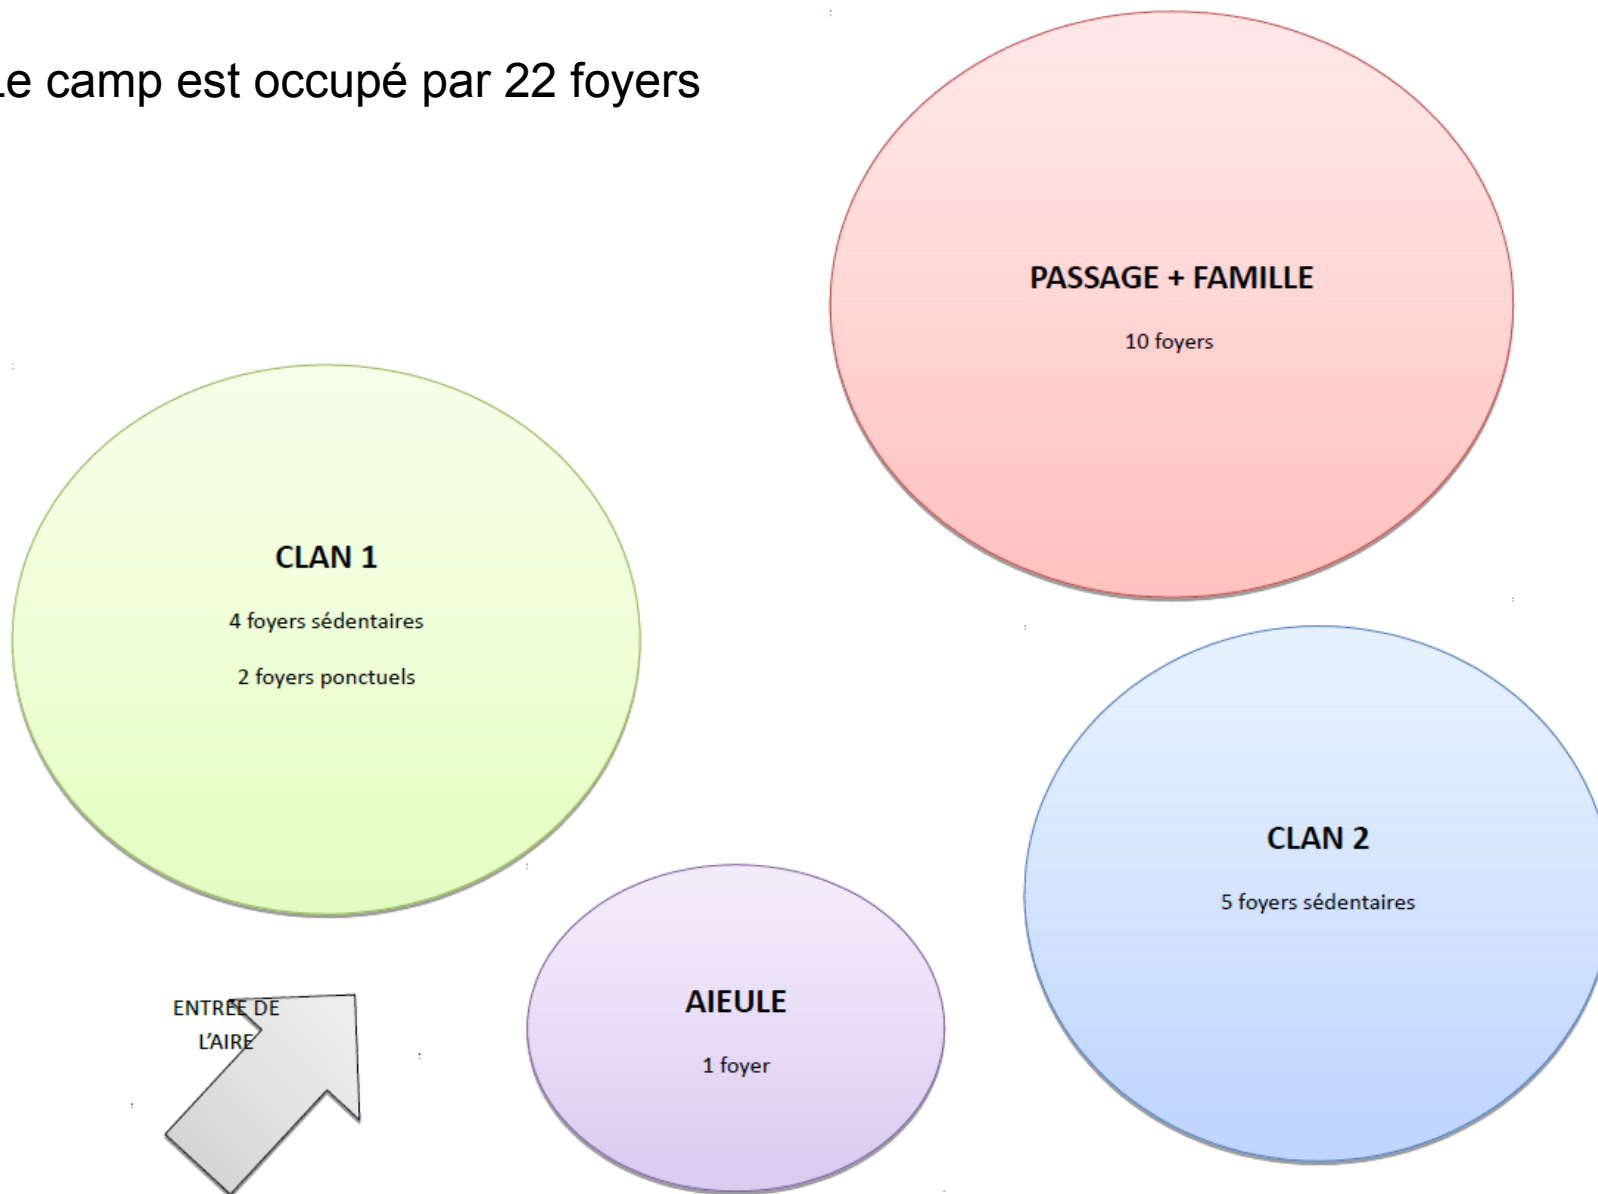 Le camp est occupé par 22 foyers
PASSAGE + FAMILLE
10 foyers
CLAN 1
4 foyers sédentaires
2 foyers ponctuels
CLAN 2
5 foyers sédentaires
AIEULE
1 foyer
ENTREE DE
L'AIRE